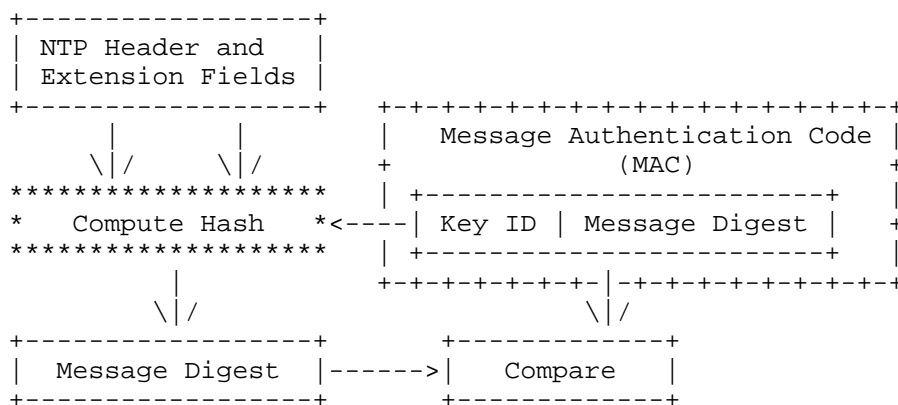 NTP Header and
Extension Fields
Message Authentication Code
(MAC)
Compute Hash
Key ID | Message Digest
Message Digest
Compare